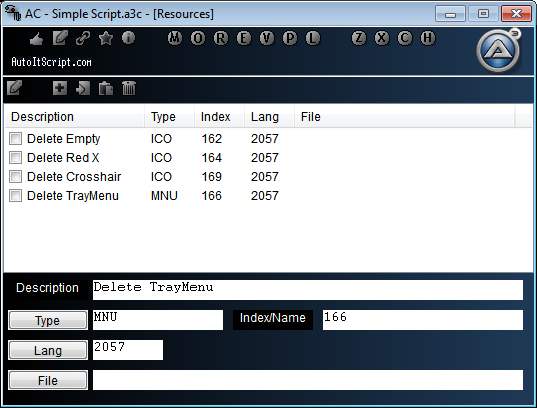 AC - Simple Script.a3c - [Resources]
M O R E V P L Z X C H
AutoItScript.com
A 3
Description Type Index Lang File
Delete Empty ICO 162 2057
Delete Red X ICO 164 2057
Delete Crosshair ICO 169 2057
Delete TrayMenu MNU 166 2057
Description Delete TrayMenu
Type MNU Index/Name 166
Lang 2057
File